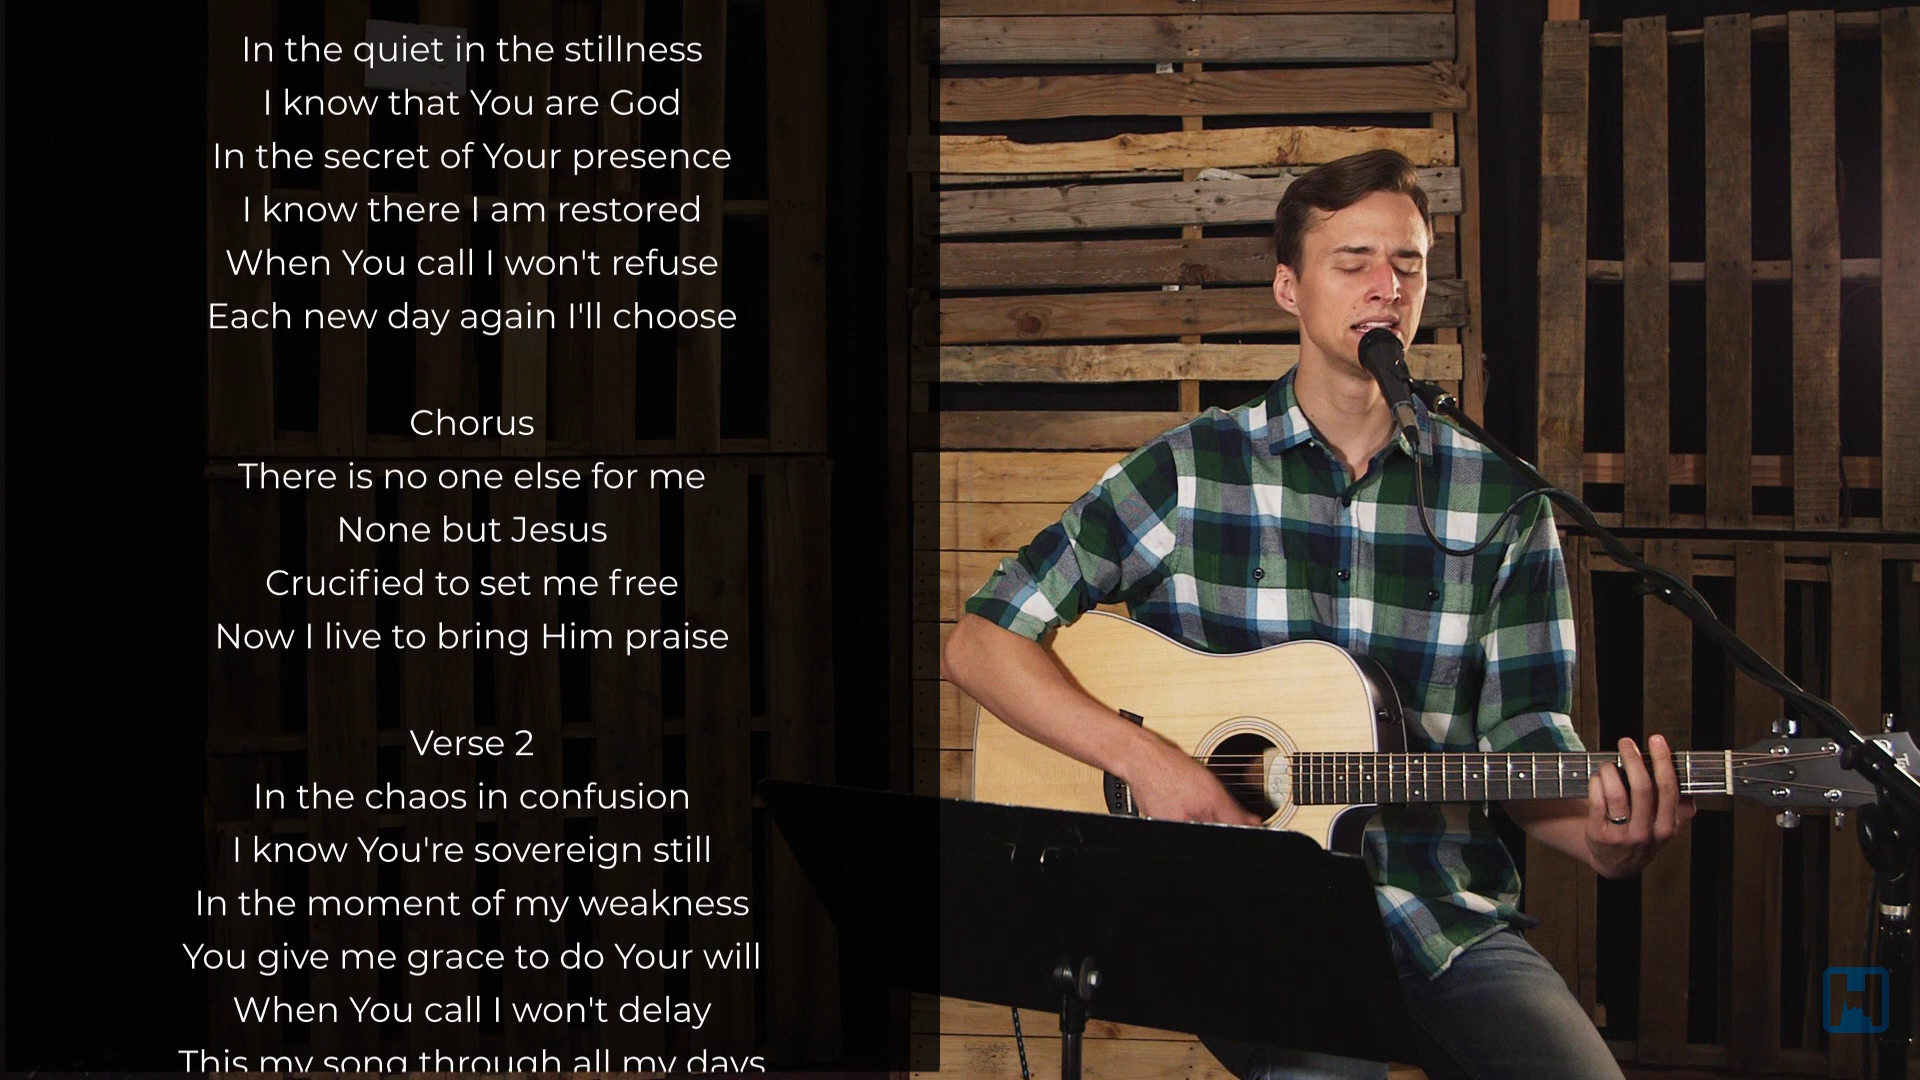 In the quiet in the stillness
I know that You are God
In the secret of Your presence
I know there I am restored
When You call I won't refuse
Each new day again I'll choose
Chorus
There is no one else for me
None but Jesus
Crucified to set me free
Now I live to bring Him praise
Verse 2
In the chaos in confusion
I know You're sovereign still
In the moment of my weakness
You give me grace to do Your will
When You call I won't delay
This my song through all my days